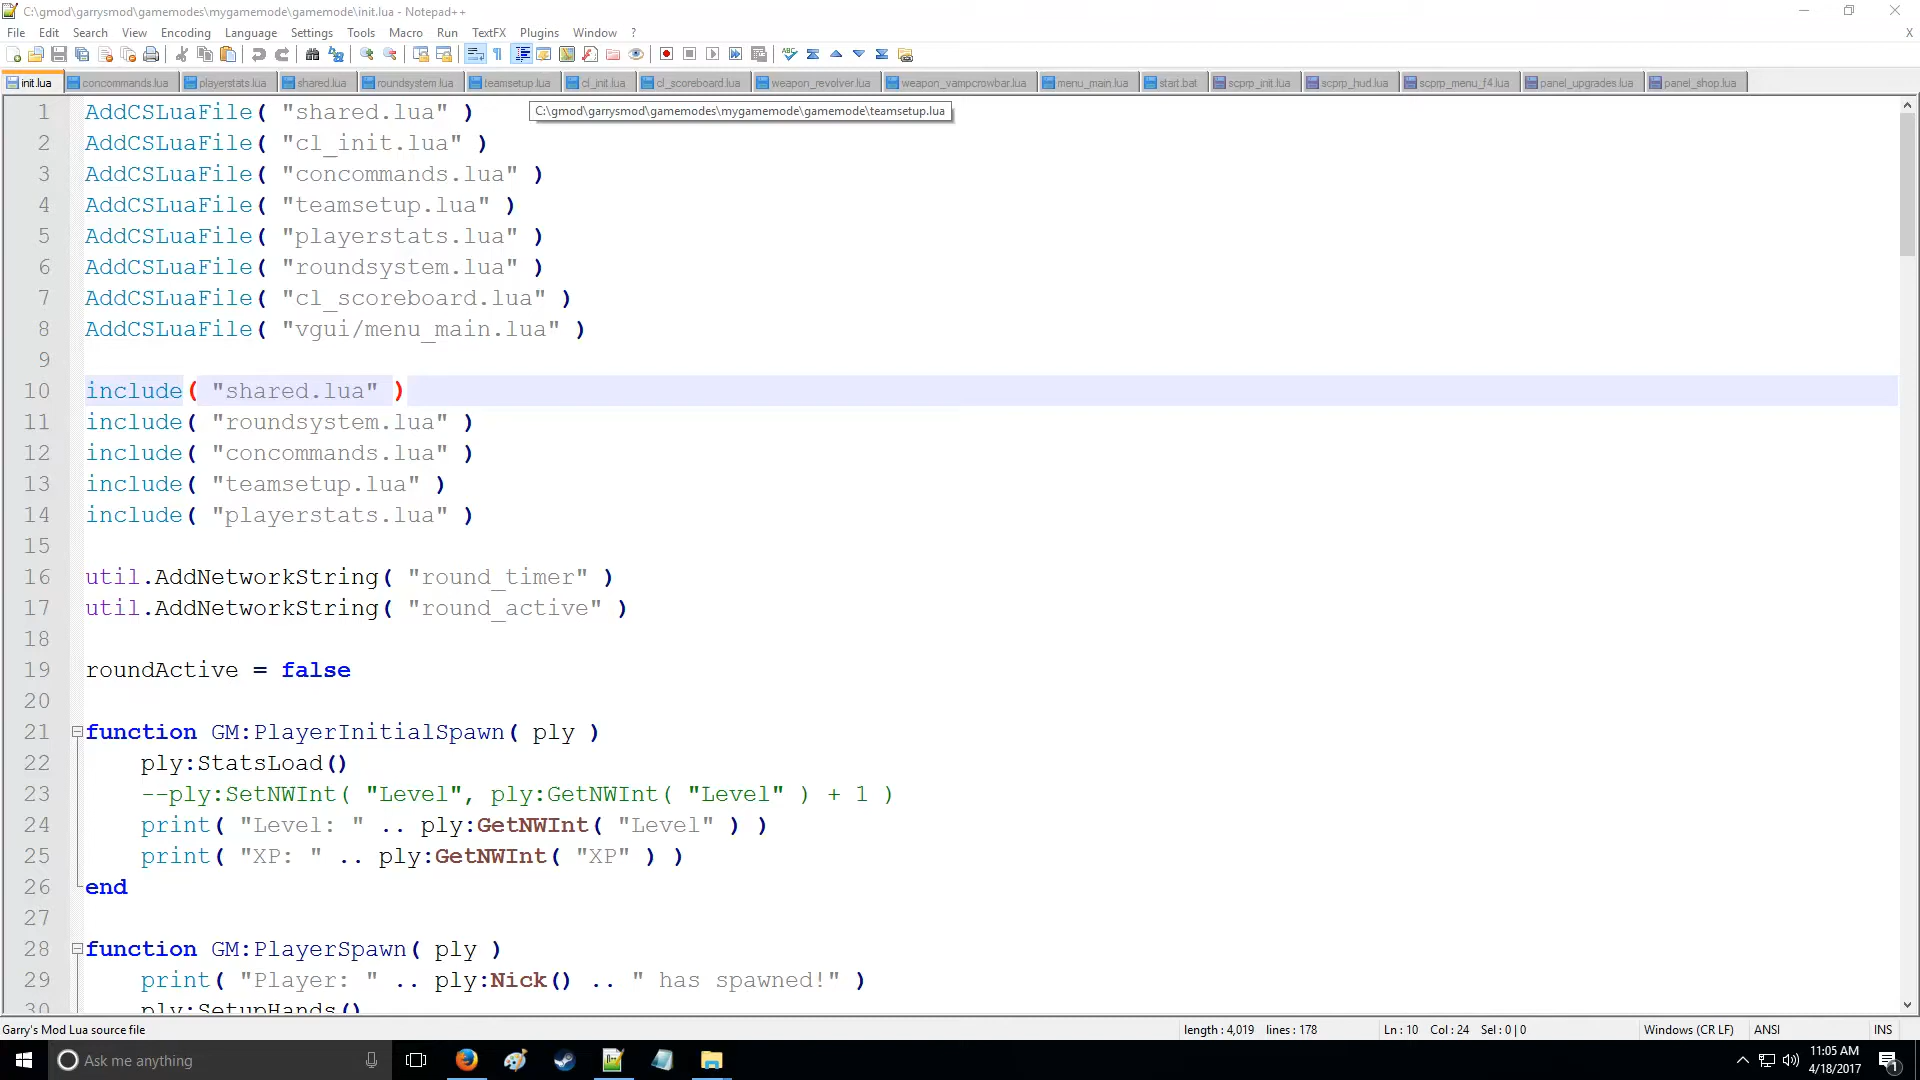 C:\gmod\garrysmod\gamemodes\mygamemode\gamemode\init.lua - Notepad++
File Edit Search View Encoding Language Settings Tools Macro Run TextFX Plugins Window ? X
init.lua concommands.lua playerstats.lua shared.lua roundsystem.lua teamsetup.lua cl_init.lua cl_scoreboard.lua weapon_revolver.lua weapon_vampcrowbar.lua menu_main.lua start.bat scprp_init.lua scprp_hud.lua scprp_menu_f4.lua panel_upgrades.lua panel_shop.lua
C:\gmod\garrysmod\gamemodes\mygamemode\gamemode\teamsetup.lua
1 AddCSLuaFile( "shared.lua" )
2 AddCSLuaFile( "cl_init.lua" )
3 AddCSLuaFile( "concommands.lua" )
4 AddCSLuaFile( "teamsetup.lua" )
5 AddCSLuaFile( "playerstats.lua" )
6 AddCSLuaFile( "roundsystem.lua" )
7 AddCSLuaFile( "cl_scoreboard.lua" )
8 AddCSLuaFile( "vgui/menu_main.lua" )
9
10 include( "shared.lua" )
11 include( "roundsystem.lua" )
12 include( "concommands.lua" )
13 include( "teamsetup.lua" )
14 include( "playerstats.lua" )
15
16 util.AddNetworkString( "round_timer" )
17 util.AddNetworkString( "round_active" )
18
19 roundActive = false
20
21 function GM:PlayerInitialSpawn( ply )
22 ply:StatsLoad()
23 --ply:SetNWInt( "Level", ply:GetNWInt( "Level" ) + 1 )
24 print( "Level: " .. ply:GetNWInt( "Level" ) )
25 print( "XP: " .. ply:GetNWInt( "XP" ) )
26 end
27
28 function GM:PlayerSpawn( ply )
29 print( "Player: " .. ply:Nick() .. " has spawned!" )
30 ply:SetupHands()
Garry's Mod Lua source file length : 4,019 lines : 178 Ln : 10 Col : 24 Sel : 0 | 0 Windows (CR LF) ANSI INS
Ask me anything
11:05 AM
4/18/2017
1